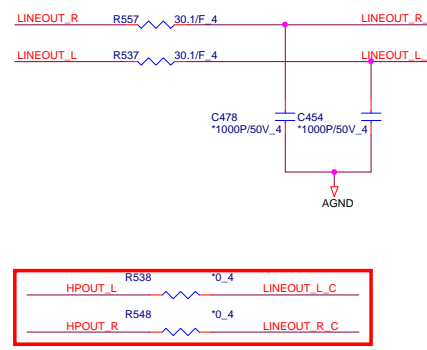 LINEOUT_R R557 30.1/F_4 LINEOUT_R_
LINEOUT_L R537 30.1/F_4 LINEOUT_L_
C478 C454
*1000P/50V_4 *1000P/50V_4
AGND
R538 *0_4
HPOUT_L LINEOUT_L_C
R548 *0_4
HPOUT_R LINEOUT_R_C